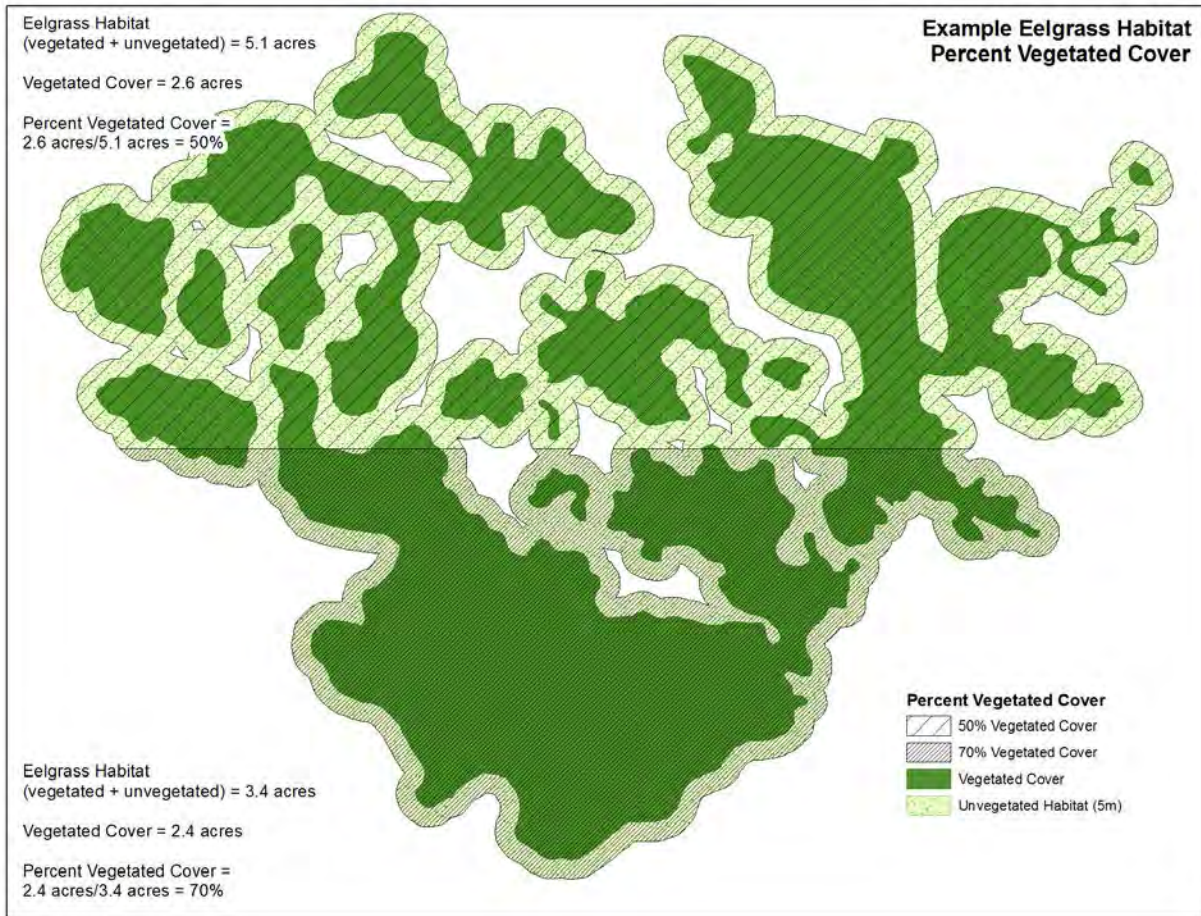 Eelgrass Habitat
(vegetated + unvegetated) = 5.1 acres
Vegetated Cover = 2.6 acres
Percent Vegetated Cover =
2.6 acres/5.1 acres = 50%
Example Eelgrass Habitat
Percent Vegetated Cover
Eelgrass Habitat
(vegetated + unvegetated) = 3.4 acres
Vegetated Cover = 2.4 acres
Percent Vegetated Cover =
2.4 acres/3.4 acres = 70%
Percent Vegetated Cover
50% Vegetated Cover
70% Vegetated Cover
Vegetated Cover
Unvegetated Habitat (5m)